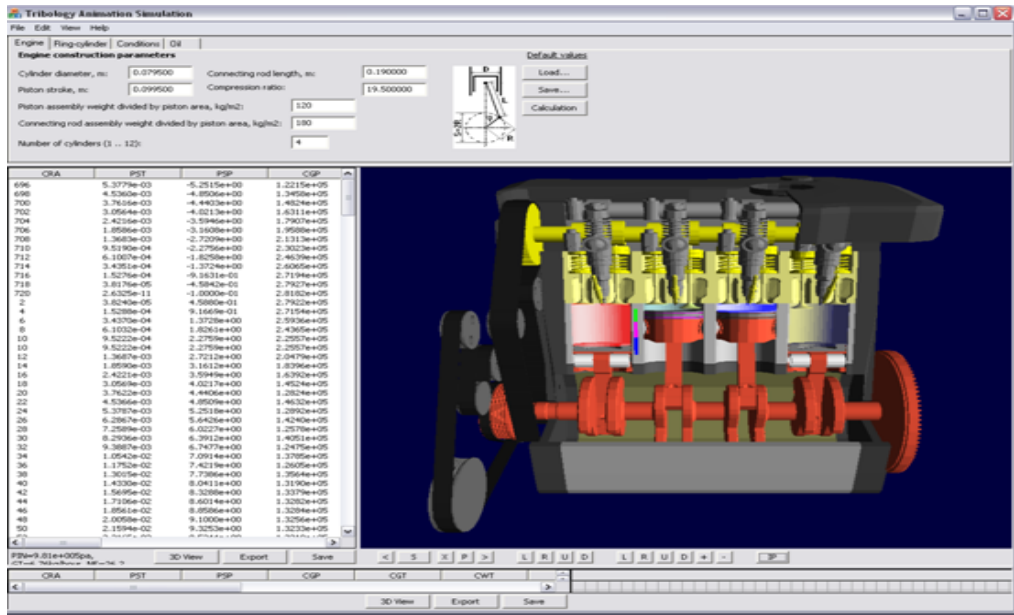 Tribology Animation Simulation
File Edit View Help
Engine Ring-cylinder Conditions Oil
Engine construction parameters
Default values
Cylinder diameter, m: 0.079500 Connecting rod length, m: 0.190000
Load...
Piston stroke, m: 0.099500 Compression ratio: 19.500000
Save...
Piston assembly weight divided by piston area, kg/m2: 120
Calculation
Connecting rod assembly weight divided by piston area, kg/m2: 180
Number of cylinders (1 .. 12): 4
D
L
R
S=2R
CRA PST PSP CGP
696 5.3779e-03 -5.2515e+00 1.2215e+05
698 4.5360e-03 -4.8506e+00 1.3458e+05
700 3.7616e-03 -4.4403e+00 1.4824e+05
702 3.0564e-03 -4.0213e+00 1.6311e+05
704 2.4216e-03 -3.5946e+00 1.7907e+05
706 1.8586e-03 -3.1608e+00 1.9588e+05
708 1.3683e-03 -2.7209e+00 2.1313e+05
710 9.5190e-04 -2.2756e+00 2.3023e+05
712 6.1007e-04 -1.8258e+00 2.4639e+05
714 3.4351e-04 -1.3724e+00 2.6065e+05
716 1.5276e-04 -9.1631e-01 2.7194e+05
718 3.8176e-05 -4.5842e-01 2.7927e+05
720 2.6325e-11 -1.0000e-01 2.8182e+05
2 3.8240e-05 4.5880e-01 2.7922e+05
4 1.5288e-04 9.1669e-01 2.7154e+05
6 3.4370e-04 1.3728e+00 2.5936e+05
8 6.1032e-04 1.8261e+00 2.4365e+05
10 9.5222e-04 2.2759e+00 2.2557e+05
10 9.5222e-04 2.2759e+00 2.2557e+05
12 1.3687e-03 2.7212e+00 2.0479e+05
14 1.8590e-03 3.1612e+00 1.8396e+05
16 2.4221e-03 3.5949e+00 1.6392e+05
18 3.0569e-03 4.0217e+00 1.4524e+05
20 3.7622e-03 4.4406e+00 1.2824e+05
22 4.5366e-03 4.8509e+00 1.4632e+05
24 5.3787e-03 5.2518e+00 1.2892e+05
26 6.2867e-03 5.6426e+00 1.4240e+05
28 7.2589e-03 6.0227e+00 1.2578e+05
30 8.2936e-03 6.3912e+00 1.4051e+05
32 9.3887e-03 6.7477e+00 1.2475e+05
34 1.0542e-02 7.0914e+00 1.3785e+05
36 1.1752e-02 7.4219e+00 1.2605e+05
38 1.3015e-02 7.7386e+00 1.3564e+05
40 1.4330e-02 8.0411e+00 1.3190e+05
42 1.5695e-02 8.3288e+00 1.3379e+05
44 1.7106e-02 8.6014e+00 1.3282e+05
46 1.8561e-02 8.8586e+00 1.3284e+05
48 2.0058e-02 9.1000e+00 1.3256e+05
50 2.1594e-02 9.3253e+00 1.3233e+05
PIN=9.81e+005pa,
3D View Export Save
< S X P > L R U D L R U D + -
CRA PST PSP CGP CGT CWT
3D View Export Save